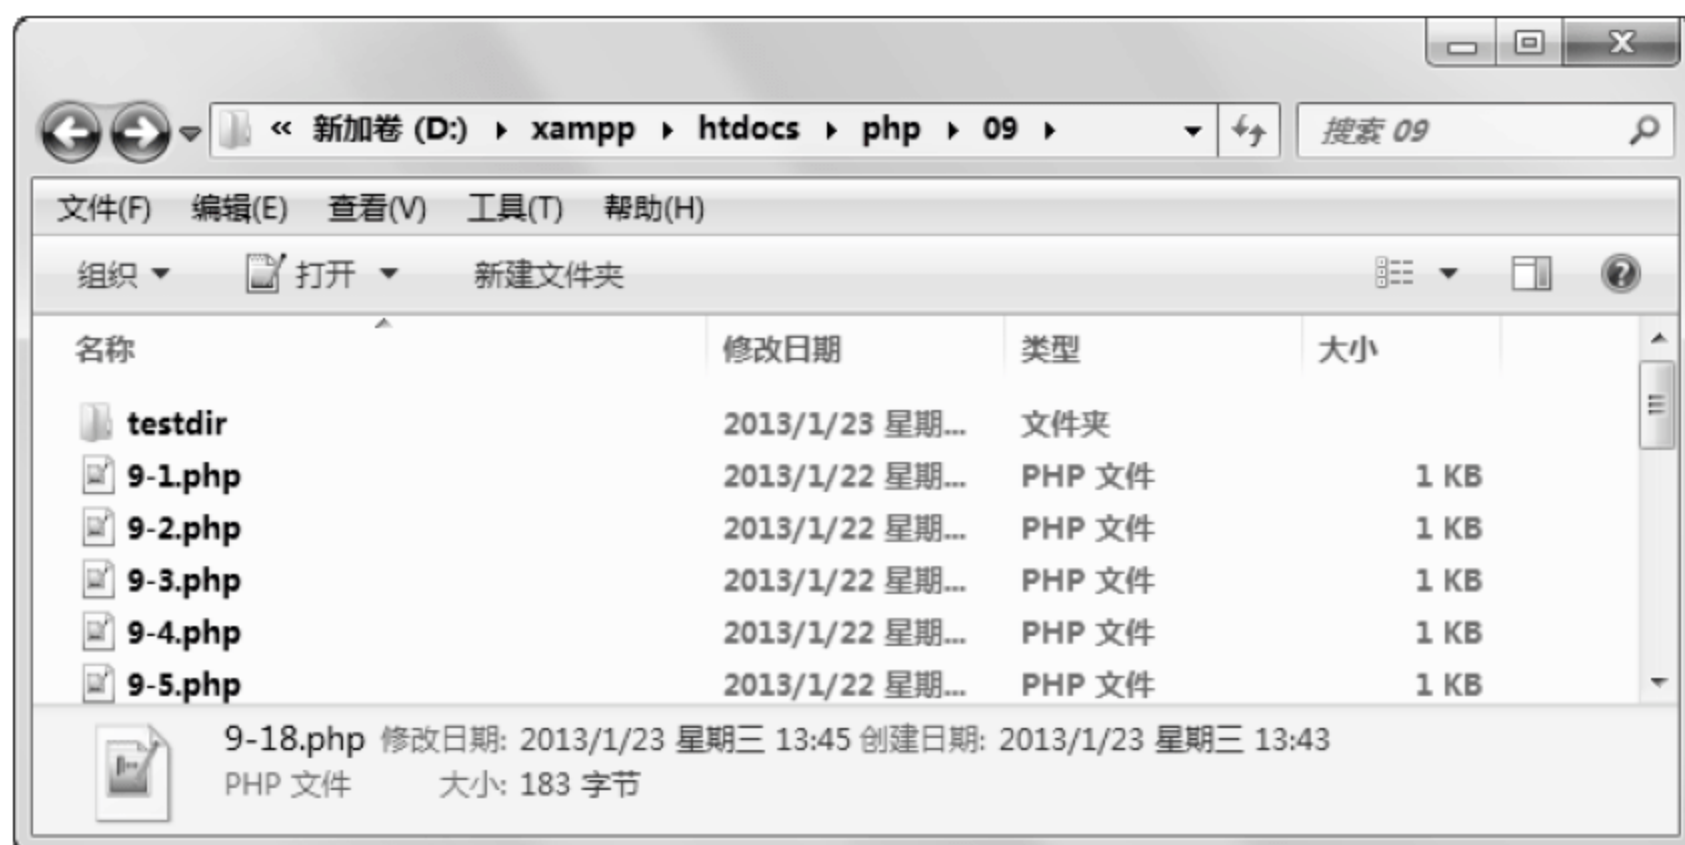 « 新加卷 (D:) ▸ xampp ▸ htdocs ▸ php ▸ 09 ▸ 搜索 09
文件(F) 编辑(E) 查看(V) 工具(T) 帮助(H)
组织 打开 新建文件夹
名称 修改日期 类型 大小
testdir 2013/1/23 星期... 文件夹
9-1.php 2013/1/22 星期... PHP 文件 1 KB
9-2.php 2013/1/22 星期... PHP 文件 1 KB
9-3.php 2013/1/22 星期... PHP 文件 1 KB
9-4.php 2013/1/22 星期... PHP 文件 1 KB
9-5.php 2013/1/22 星期... PHP 文件 1 KB
9-18.php 修改日期: 2013/1/23 星期三 13:45 创建日期: 2013/1/23 星期三 13:43
PHP 文件 大小: 183 字节